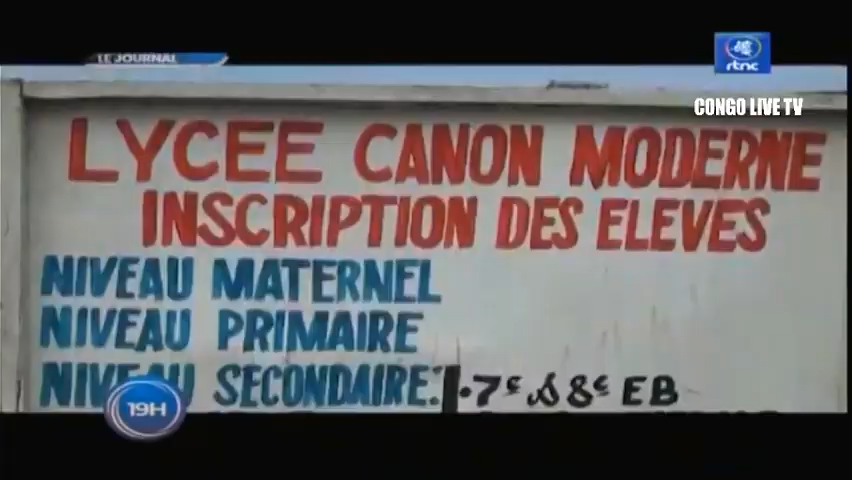 LE JOURNAL
rtnc
CONGO LIVE TV
LYCEE CANON MODERNE
INSCRIPTION DES ELEVES
NIVEAU MATERNEL
NIVEAU PRIMAIRE
NIVEAU SECONDAIRE: .7e à 8e EB
19H